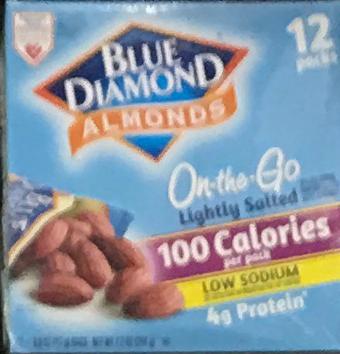 12
packs
BLUE
DIAMOND
ALMONDS
On-the-Go
Lightly Salted
100 Calories
per pack
LOW SODIUM
4g Protein